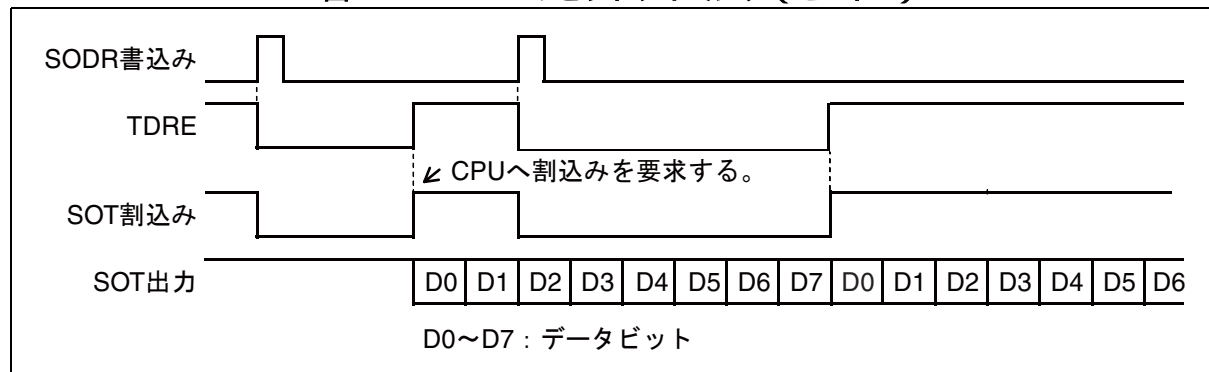 SODR書込み
TDRE
CPUへ割込みを要求する。
SOT割込み
SOT出力
D0 D1 D2 D3 D4 D5 D6 D7 D0 D1 D2 D3 D4 D5 D6
D0～D7：データビット